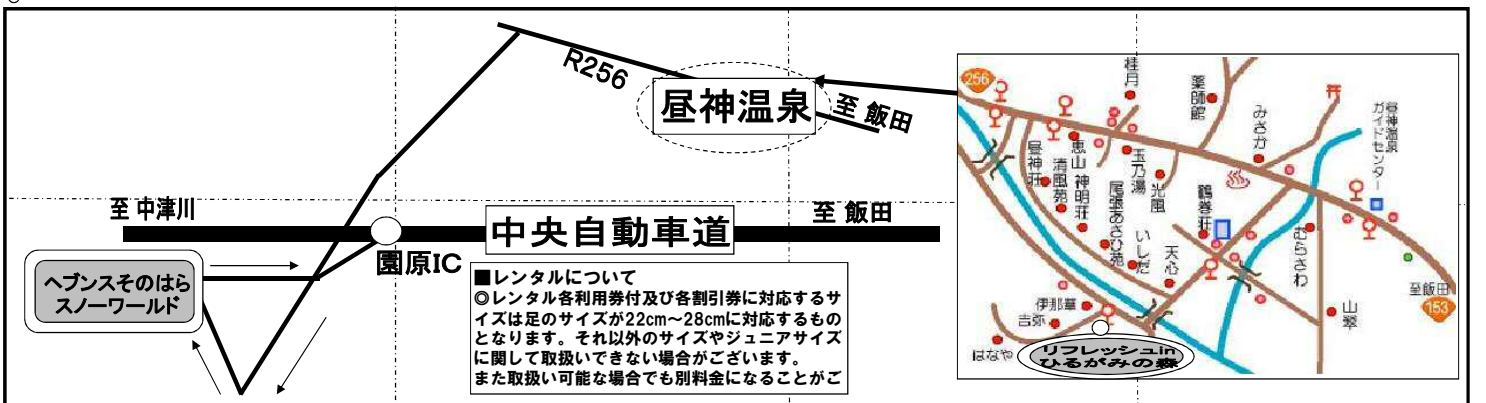 R256
昼神温泉
至 飯田
至 中津川
至 飯田
中央自動車道
園原IC
ヘブンスそのはら
スノーワールド
■レンタルについて
◎レンタル各利用券付及び各割引券に対応するサ
イズは足のサイズが22cm～28cmに対応するもの
となります。それ以外のサイズやジュニアサイズ
に関して取扱いできない場合がございます。
また取扱い可能な場合でも別料金になることがご
256
桂月
薬師館
みさか
昼神温泉
ガイドセンター
昼神荘
清風苑
恵山
神明荘
玉乃湯
尾張あさひ苑
光風
いしだ
天心
鶴巻荘
むらさわ
山翠
至飯田
153
伊那華
吉弥
はなや
リフレッシュin
ひるがみの森